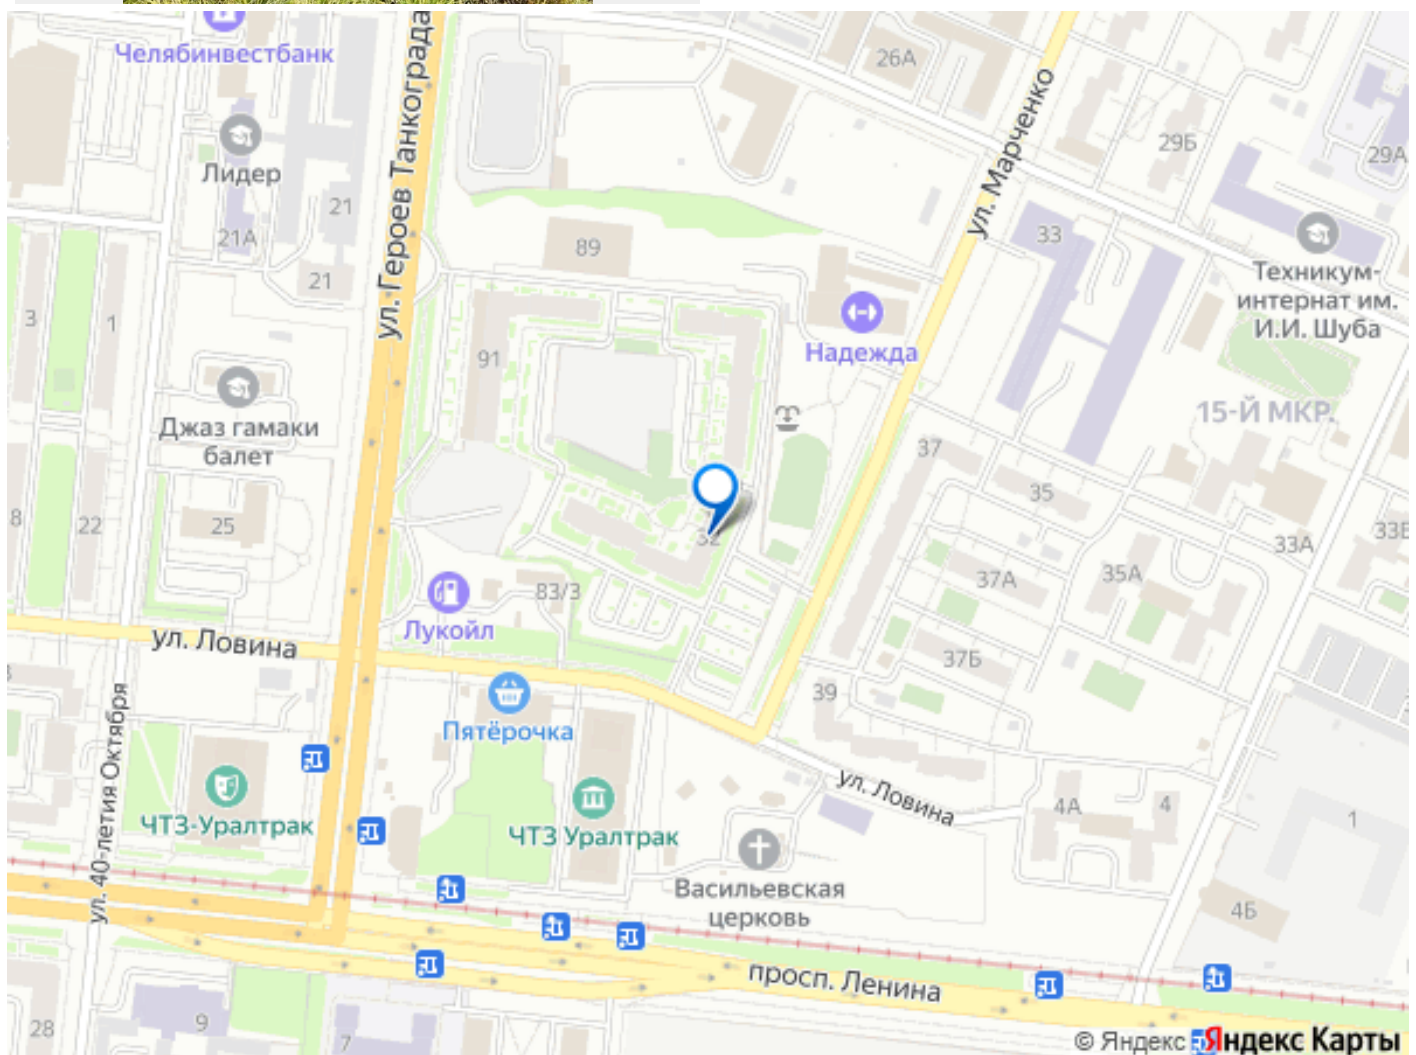 Челябинвестбанк
ул. Героев Танкограда
26А
ул. Марченко
29Б
29А
Лидер
21
21А
21
33
Техникум-
интернат им.
И.И. Шуба
89
Надежда
3
1
91
15-Й МКР.
Джаз гамаки
балет
37
35
8
22
25
32
33А
33Б
37А
35А
83/3
Лукойл
ул. Ловина
37Б
39
Пятёрочка
ул. 40-летия Октября
ЧТЗ-Уралтрак
ЧТЗ Уралтрак
ул. Ловина
4А
4
1
Васильевская
церковь
4Б
просп. Ленина
28
9
7
© Яндекс Яндекс Карты